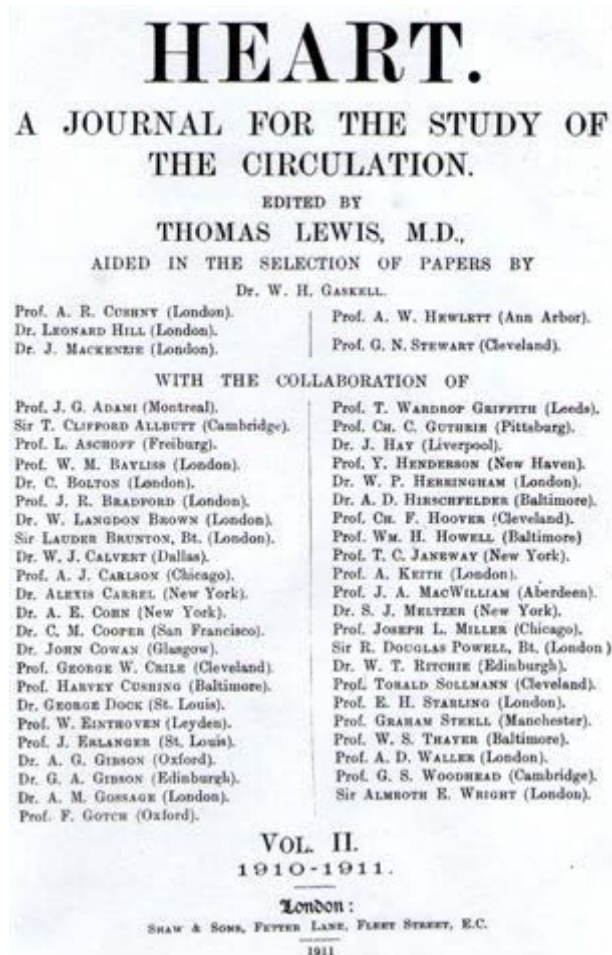 HEART.
A JOURNAL FOR THE STUDY OF
THE CIRCULATION.
EDITED BY
THOMAS LEWIS, M.D.,
AIDED IN THE SELECTION OF PAPERS BY
Dr. W. H. GASKELL.
Prof. A. R. CUSHNY (London).
Dr. LEONARD HILL (London).
Dr. J. MACKENZIE (London).
Prof. A. W. HEWLETT (Ann Arbor).
Prof. G. N. STEWART (Cleveland).
WITH THE COLLABORATION OF
Prof. J. G. ADAMI (Montreal).
Sir T. CLIFFORD ALLBUTT (Cambridge).
Prof. L. ASCHOFF (Freiburg).
Prof. W. M. BAYLISS (London).
Dr. C. BOLTON (London).
Prof. J. R. BRADFORD (London).
Dr. W. LANGDON BROWN (London).
Sir LAUDER BRUNTON, Bt. (London).
Dr. W. J. CALVERT (Dallas).
Prof. A. J. CARLSON (Chicago).
Dr. ALEXIS CARREL (New York).
Dr. A. E. COHN (New York).
Dr. C. M. COOPER (San Francisco).
Dr. JOHN COWAN (Glasgow).
Prof. GEORGE W. CRILE (Cleveland)
Prof. HARVEY CUSHING (Baltimore).
Dr. GEORGE DOCK (St. Louis).
Prof. W. EINTHOVEN (Leyden).
Prof. J. ERLANGER (St. Louis).
Dr. A. G. GIBSON (Oxford).
Dr. G. A. GIBSON (Edinburgh).
Dr. A. M. GOSSAGE (London).
Prof. F. GOTCH (Oxford).
Prof. T. WARDROP GRIFFITH (Leeds).
Prof. CH. C. GUTHRIE (Pittsburg).
Dr. J. HAY (Liverpool).
Prof. Y. HENDERSON (New Haven).
Dr. W. P. HERRINGHAM (London).
Dr. A. D. HIRSCHFELDER (Baltimore).
Prof. CH. F. HOOVER (Cleveland).
Prof. WM. H. HOWELL (Baltimore)
Prof. T. C. JANEWAY (New York).
Prof. A. KEITH (London).
Prof. J. A. MACWILLIAM (Aberdeen).
Dr. S. J. MELTZER (New York).
Prof. JOSEPH L. MILLER (Chicago).
Sir R. DOUGLAS POWELL, Bt. (London)
Dr. W. T. RITCHIE (Edinburgh).
Prof. TORALD SOLLMANN (Cleveland).
Prof. E. H. STARLING (London).
Prof. GRAHAM STEELL (Manchester).
Prof. W. S. THAYER (Baltimore).
Prof. A. D. WALLER (London).
Prof. G. S. WOODHEAD (Cambridge).
Sir ALMROTH E. WRIGHT (London).
VOL. II.
1910-1911.
London:
SHAW & SONS, FETTER LANE, FLEET STREET, E.C.
1911